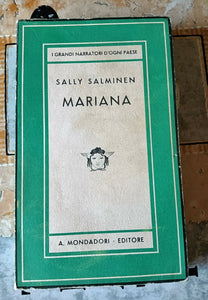 I GRANDI NARRATORI D'OGNI PAESE
SALLY SALMINEN
MARIANA
A. MONDADORI - EDITORE